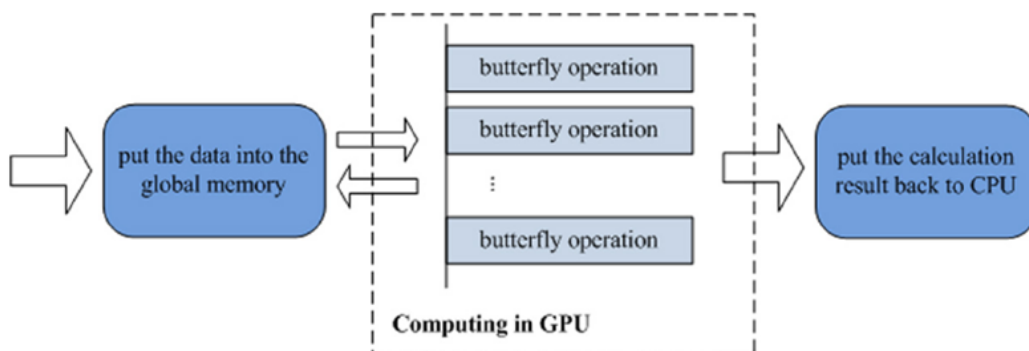 put the data into the
global memory
butterfly operation
butterfly operation
...
butterfly operation
Computing in GPU
put the calculation
result back to CPU